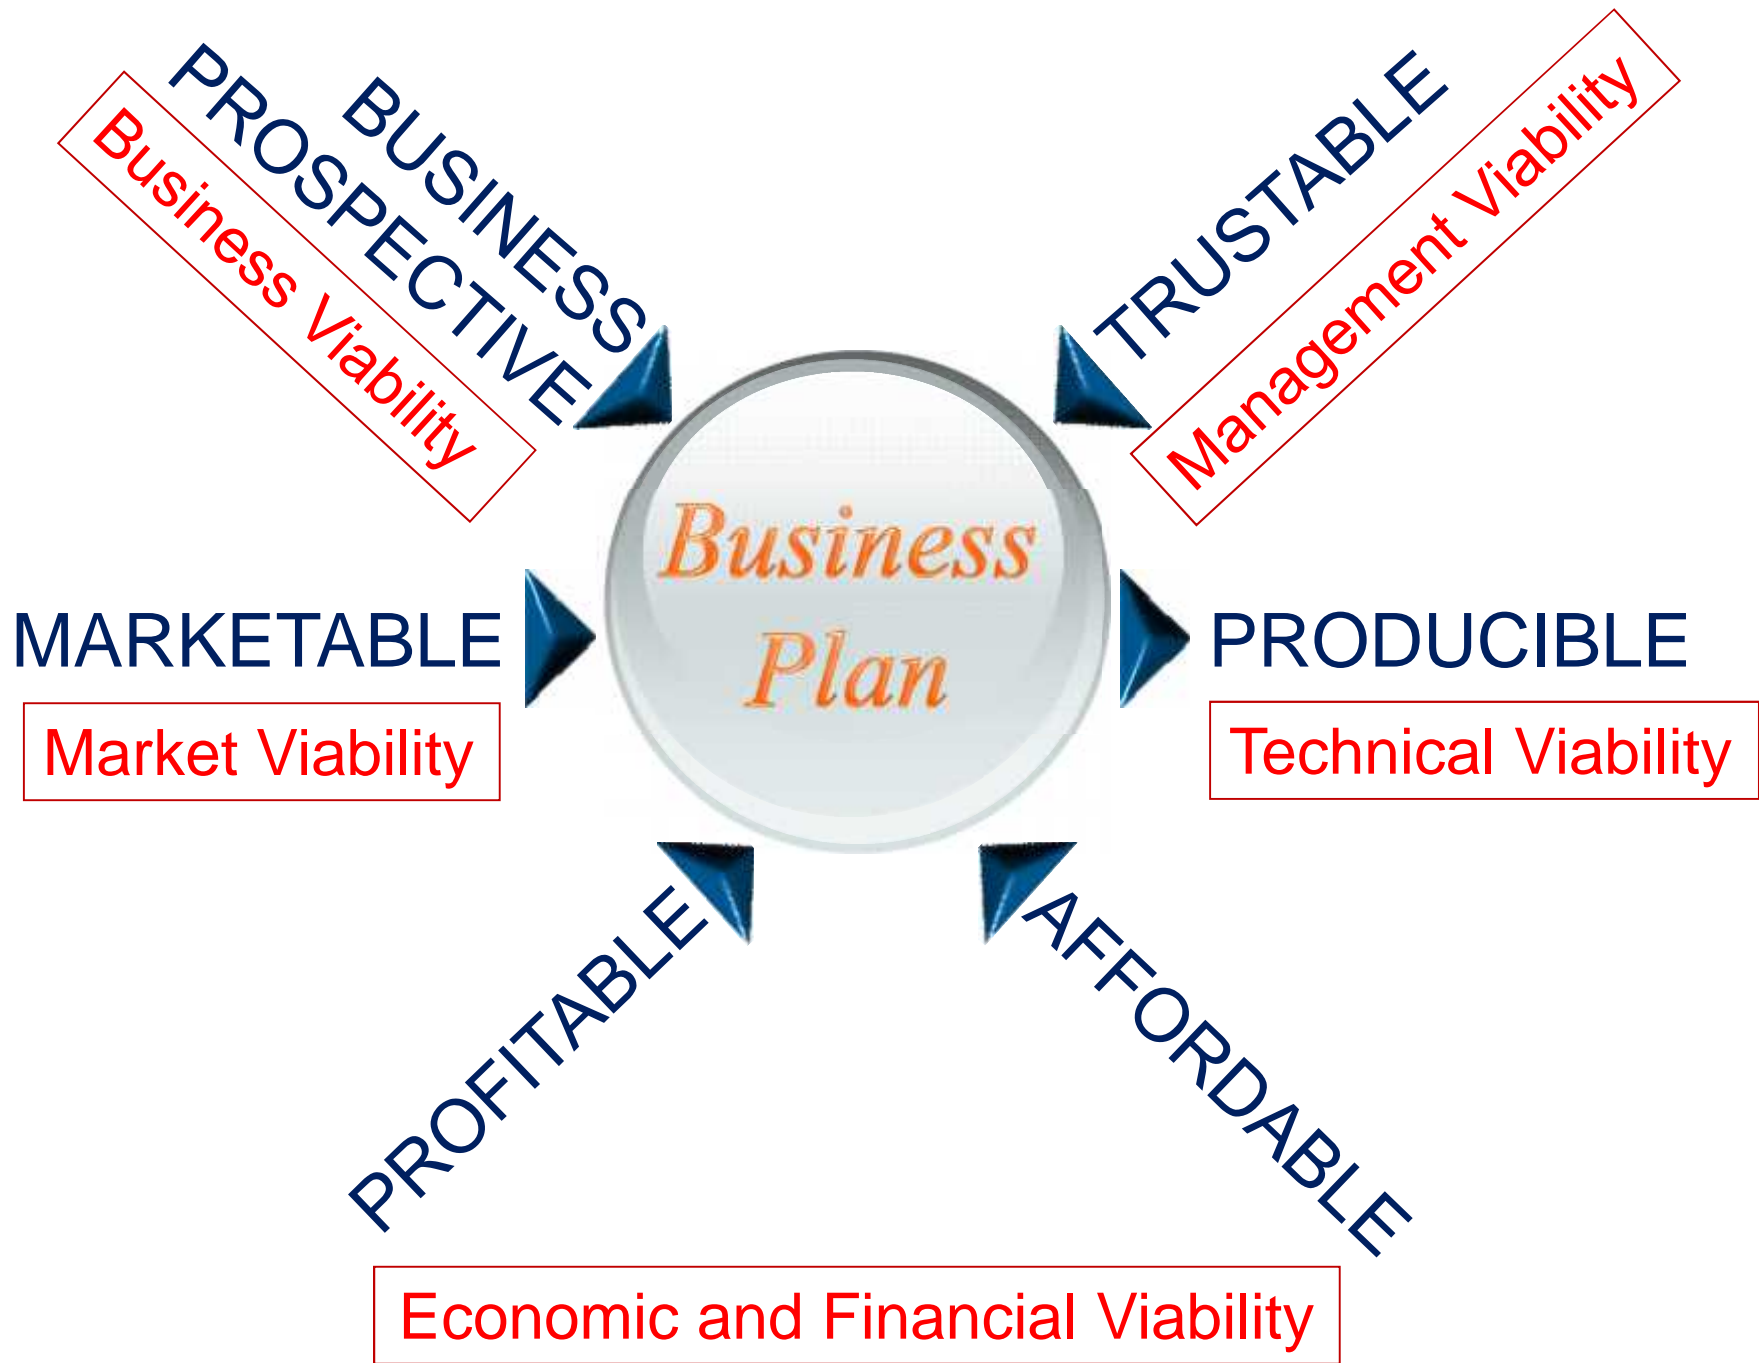 BUSINESS
PROSPECTIVE
Business Viability
TRUSTABLE
Management Viability
Business
Plan
MARKETABLE
Market Viability
PRODUCIBLE
Technical Viability
PROFITABLE
AFFORDABLE
Economic and Financial Viability